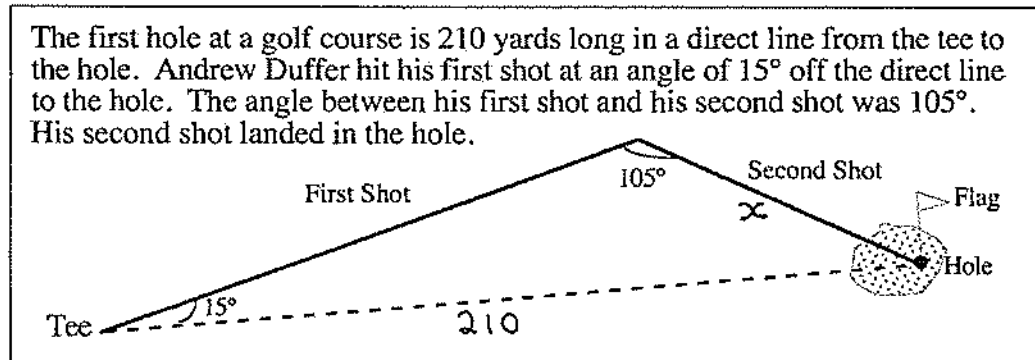 The first hole at a golf course is 210 yards long in a direct line from the tee to
the hole. Andrew Duffer hit his first shot at an angle of 15° off the direct line
to the hole. The angle between his first shot and his second shot was 105°.
His second shot landed in the hole.
First Shot
105°
Second Shot
x
Flag
Hole
15°
Tee
210